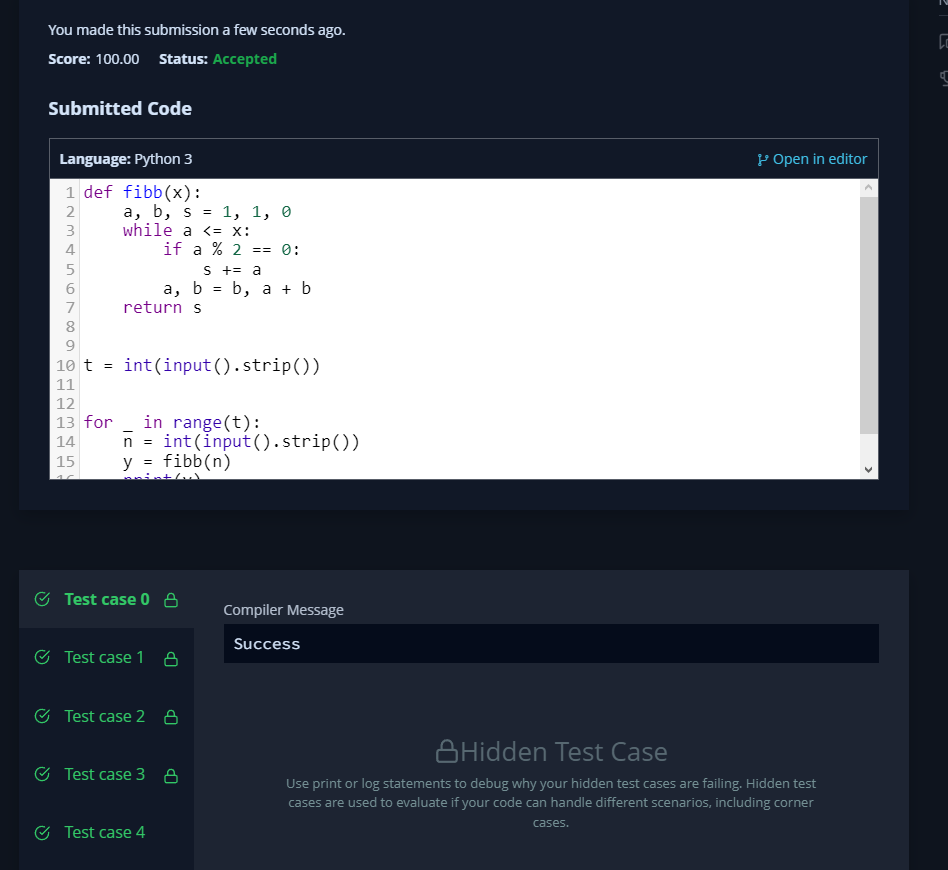 You made this submission a few seconds ago.
Score: 100.00 Status: Accepted
Submitted Code
Language: Python 3
Open in editor
1 def fibb(x):
2     a, b, s = 1, 1, 0
3     while a <= x:
4         if a % 2 == 0:
5             s += a
6         a, b = b, a + b
7     return s
8
9
10 t = int(input().strip())
11
12
13 for _ in range(t):
14     n = int(input().strip())
15     y = fibb(n)
16     print(y)
Test case 0
Test case 1
Test case 2
Test case 3
Test case 4
Compiler Message
Success
Hidden Test Case
Use print or log statements to debug why your hidden test cases are failing. Hidden test
cases are used to evaluate if your code can handle different scenarios, including corner
cases.